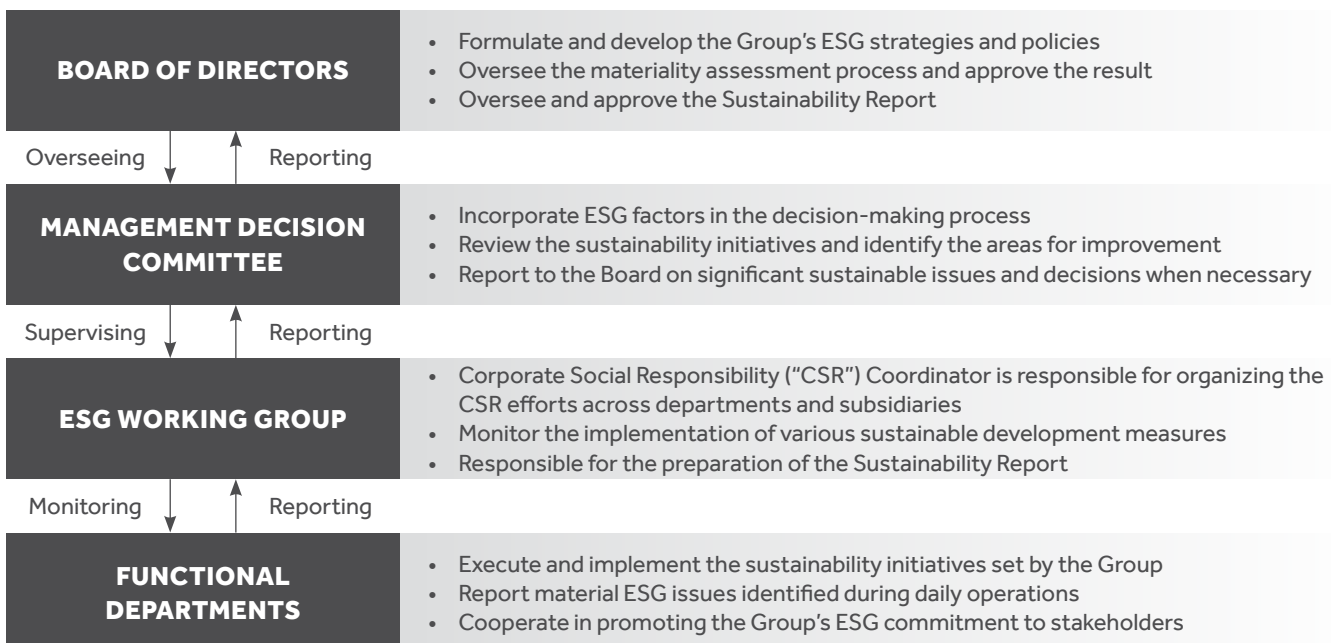 BOARD OF DIRECTORS
• Formulate and develop the Group’s ESG strategies and policies
• Oversee the materiality assessment process and approve the result
• Oversee and approve the Sustainability Report
Overseeing
Reporting
MANAGEMENT DECISION
COMMITTEE
• Incorporate ESG factors in the decision-making process
• Review the sustainability initiatives and identify the areas for improvement
• Report to the Board on significant sustainable issues and decisions when necessary
Supervising
Reporting
ESG WORKING GROUP
• Corporate Social Responsibility (“CSR”) Coordinator is responsible for organizing the
CSR efforts across departments and subsidiaries
• Monitor the implementation of various sustainable development measures
• Responsible for the preparation of the Sustainability Report
Monitoring
Reporting
FUNCTIONAL
DEPARTMENTS
• Execute and implement the sustainability initiatives set by the Group
• Report material ESG issues identified during daily operations
• Cooperate in promoting the Group’s ESG commitment to stakeholders